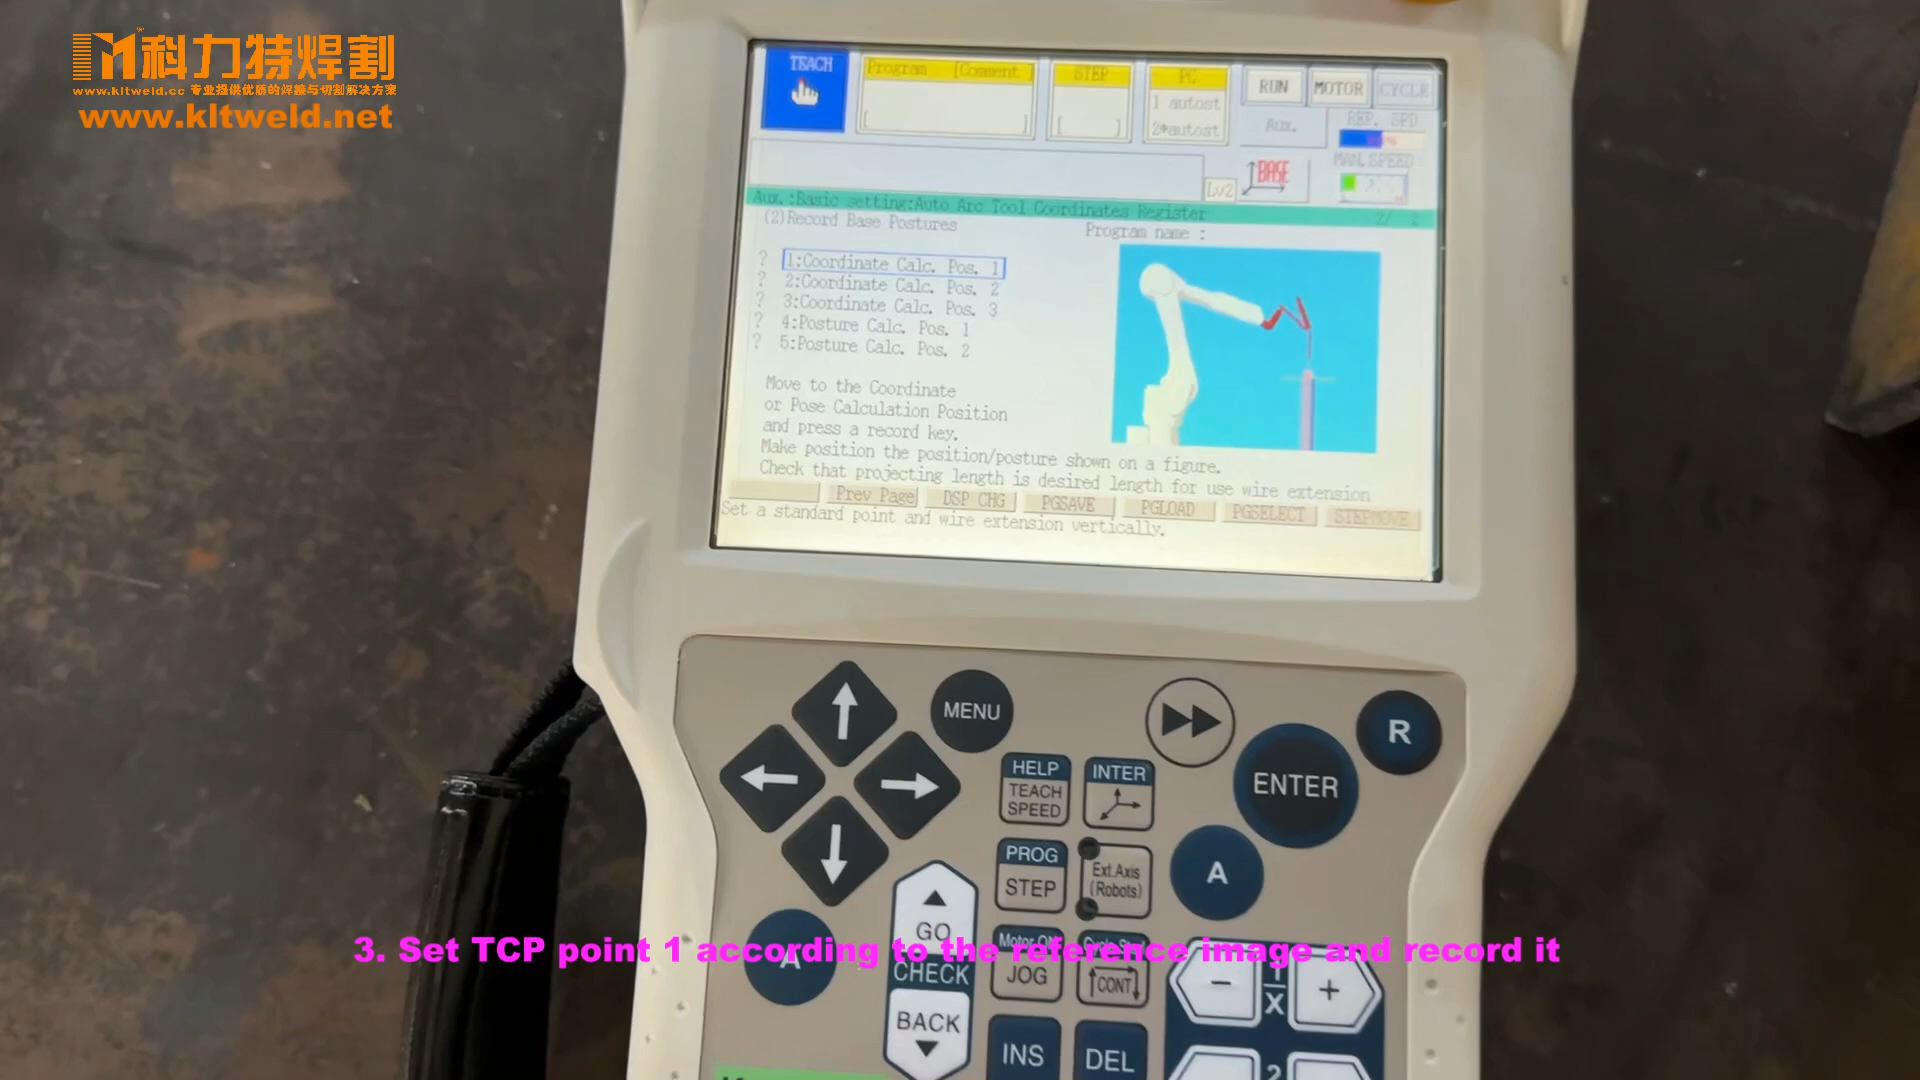 科力特焊割
www.kltweld.cc 专业提供优质的焊接与切割解决方案
www.kltweld.net
TEACH
Program [Comment ]
STEP
PC
RUN
MOTOR
CYCLE
[ ]
[ ]
1 autost
2*autost
Aux.
REP. SPD
MAN. SPEED
Lv2
BASE
Aux.:Basic setting:Auto Arc Tool Coordinates Register
(2)Record Base Postures
Program name :
? 1:Coordinate Calc. Pos. 1
? 2:Coordinate Calc. Pos. 2
? 3:Coordinate Calc. Pos. 3
? 4:Posture Calc. Pos. 1
? 5:Posture Calc. Pos. 2
Move to the Coordinate
or Pose Calculation Position
and press a record key.
Make position the position/posture shown on a figure.
Check that projecting length is desired length for use wire extension
Prev Page DSP CHG PGSAVE PGLOAD PGSELECT STEPMOVE
Set a standard point and wire extension vertically.
MENU
R
HELP
TEACH
SPEED
INTER
ENTER
PROG
STEP
Ext.Axis
(Robots)
A
GO
CHECK
BACK
A
Motor ON
JOG
CONT
−
1
X
+
INS
DEL
2
3. Set TCP point 1 according to the reference image and record it